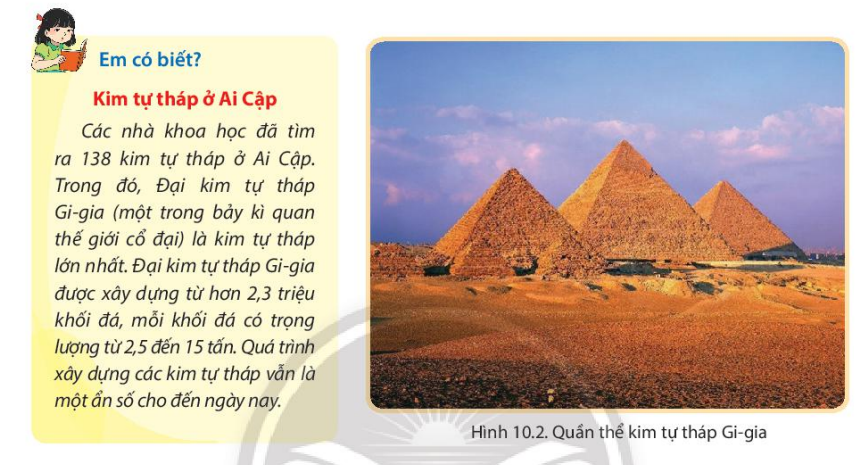 Em có biết?
Kim tự tháp ở Ai Cập
Các nhà khoa học đã tìm
ra 138 kim tự tháp ở Ai Cập.
Trong đó, Đại kim tự tháp
Gi-gia (một trong bảy kì quan
thế giới cổ đại) là kim tự tháp
lớn nhất. Đại kim tự tháp Gi-gia
được xây dựng từ hơn 2,3 triệu
khối đá, mỗi khối đá có trọng
lượng từ 2,5 đến 15 tấn. Quá trình
xây dựng các kim tự tháp vẫn là
một ẩn số cho đến ngày nay.
Hình 10.2. Quần thể kim tự tháp Gi-gia